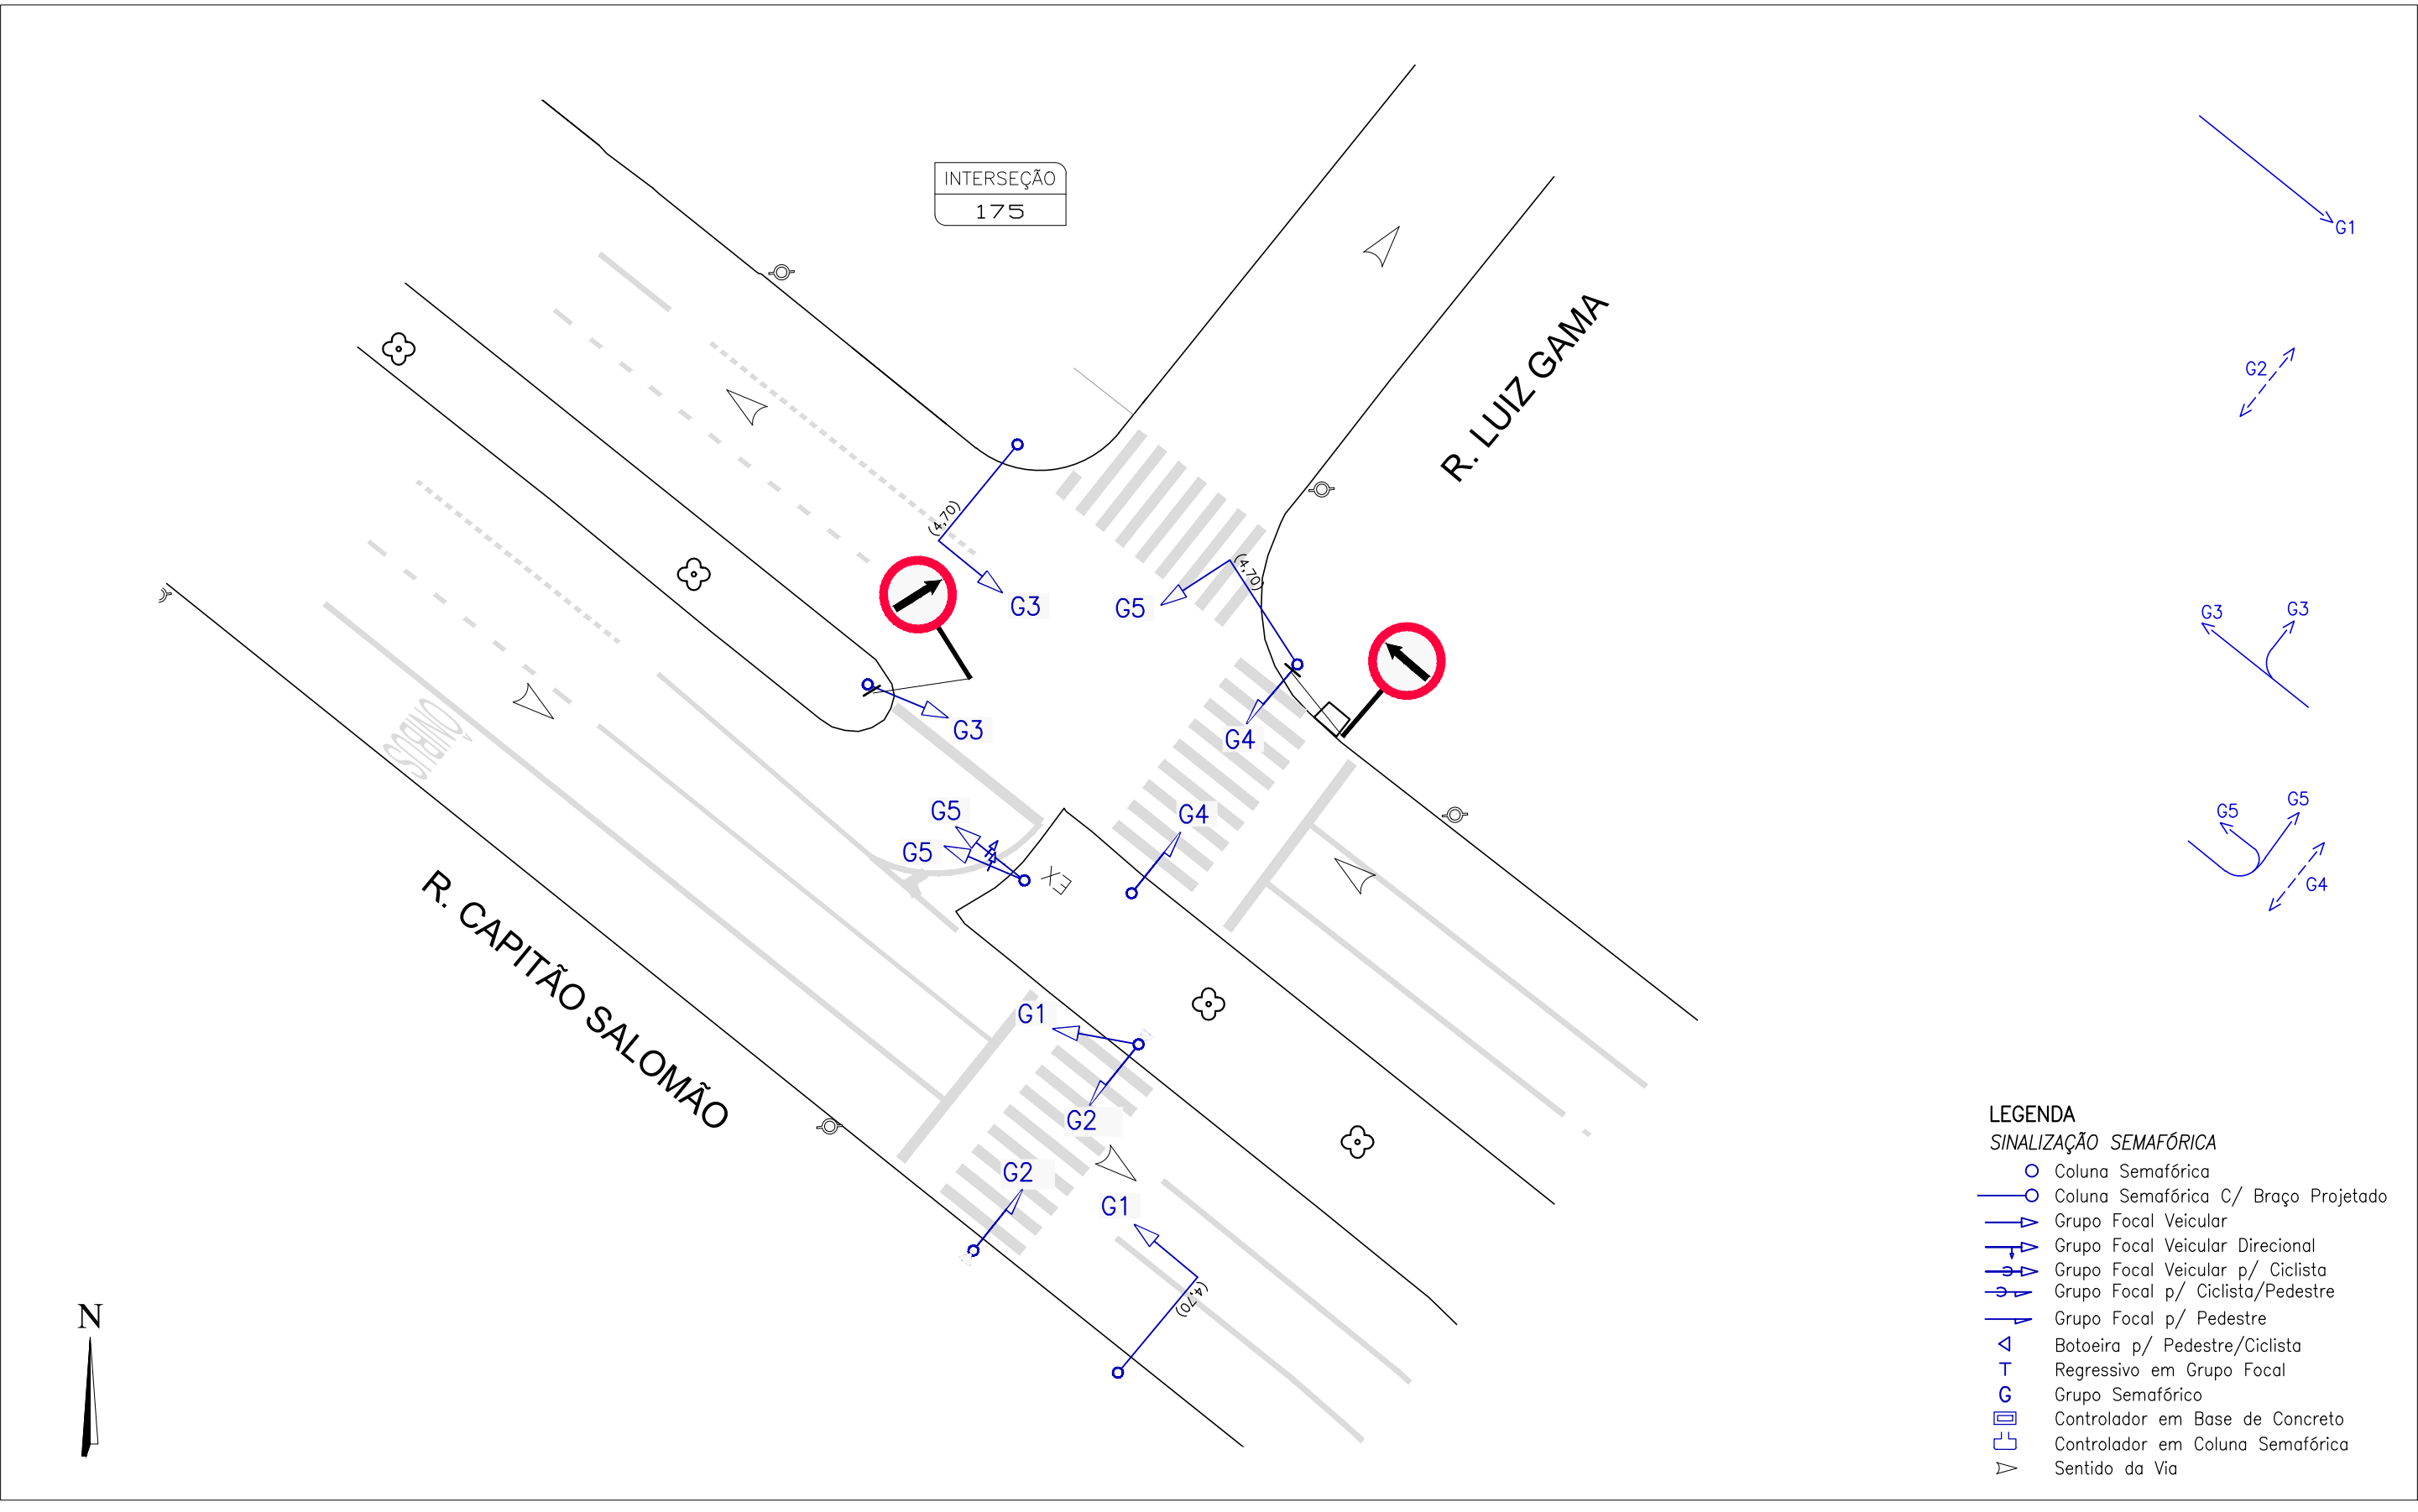 INTERSEÇÃO
175
R. LUIZ GAMA
R. CAPITÃO SALOMÃO
ÔNIBUS
(4,70)
G3
G3
(4,70)
G5
G4
G4
G5
G5
EX
G1
G2
G2
G1
(4,70)
G1
G2
G3
G3
G5
G5
G4
N
LEGENDA
SINALIZAÇÃO SEMAFÓRICA
Coluna Semafórica
Coluna Semafórica C/ Braço Projetado
Grupo Focal Veicular
Grupo Focal Veicular Direcional
Grupo Focal Veicular p/ Ciclista
Grupo Focal p/ Ciclista/Pedestre
Grupo Focal p/ Pedestre
Botoeira p/ Pedestre/Ciclista
T Regressivo em Grupo Focal
G Grupo Semafórico
Controlador em Base de Concreto
Controlador em Coluna Semafórica
Sentido da Via